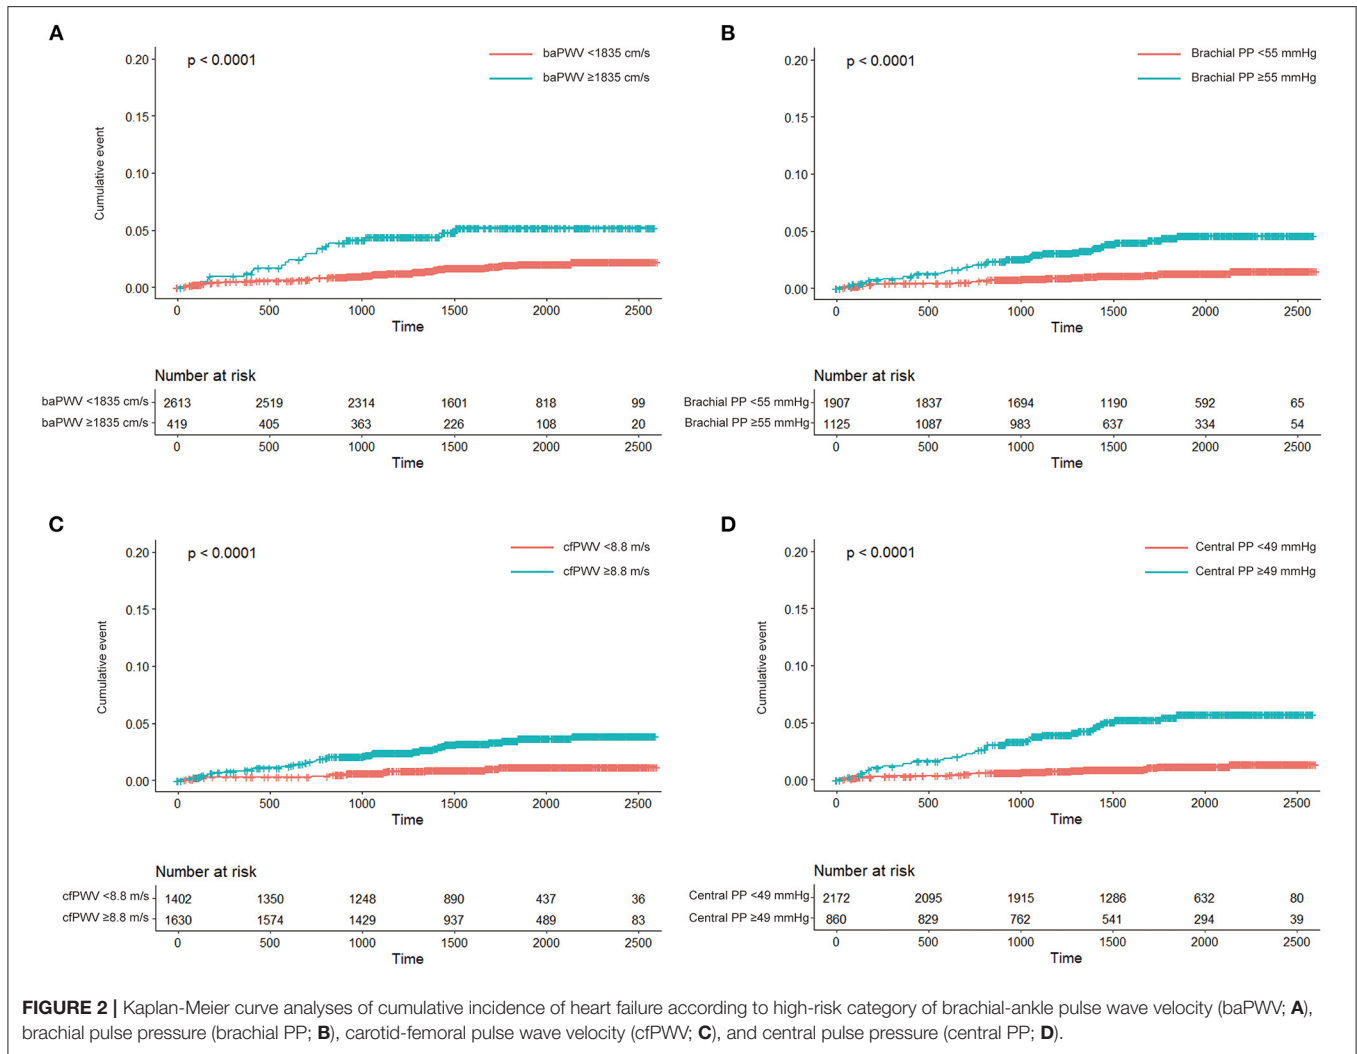 A
p < 0.0001
baPWV <1835 cm/s
baPWV ≥1835 cm/s
Cumulative event
0.20
0.15
0.10
0.05
0.00
0 500 1000 1500 2000 2500
Time
Number at risk
baPWV <1835 cm/s 2613 2519 2314 1601 818 99
baPWV ≥1835 cm/s 419 405 363 226 108 20
0 500 1000 1500 2000 2500
Time
B
p < 0.0001
Brachial PP <55 mmHg
Brachial PP ≥55 mmHg
Cumulative event
0.20
0.15
0.10
0.05
0.00
0 500 1000 1500 2000 2500
Time
Number at risk
Brachial PP <55 mmHg 1907 1837 1694 1190 592 65
Brachial PP ≥55 mmHg 1125 1087 983 637 334 54
0 500 1000 1500 2000 2500
Time
C
p < 0.0001
cfPWV <8.8 m/s
cfPWV ≥8.8 m/s
Cumulative event
0.20
0.15
0.10
0.05
0.00
0 500 1000 1500 2000 2500
Time
Number at risk
cfPWV <8.8 m/s 1402 1350 1248 890 437 36
cfPWV ≥8.8 m/s 1630 1574 1429 937 489 83
0 500 1000 1500 2000 2500
Time
D
p < 0.0001
Central PP <49 mmHg
Central PP ≥49 mmHg
Cumulative event
0.20
0.15
0.10
0.05
0.00
0 500 1000 1500 2000 2500
Time
Number at risk
Central PP <49 mmHg 2172 2095 1915 1286 632 80
Central PP ≥49 mmHg 860 829 762 541 294 39
0 500 1000 1500 2000 2500
Time
FIGURE 2 | Kaplan-Meier curve analyses of cumulative incidence of heart failure according to high-risk category of brachial-ankle pulse wave velocity (baPWV; A),
brachial pulse pressure (brachial PP; B), carotid-femoral pulse wave velocity (cfPWV; C), and central pulse pressure (central PP; D).